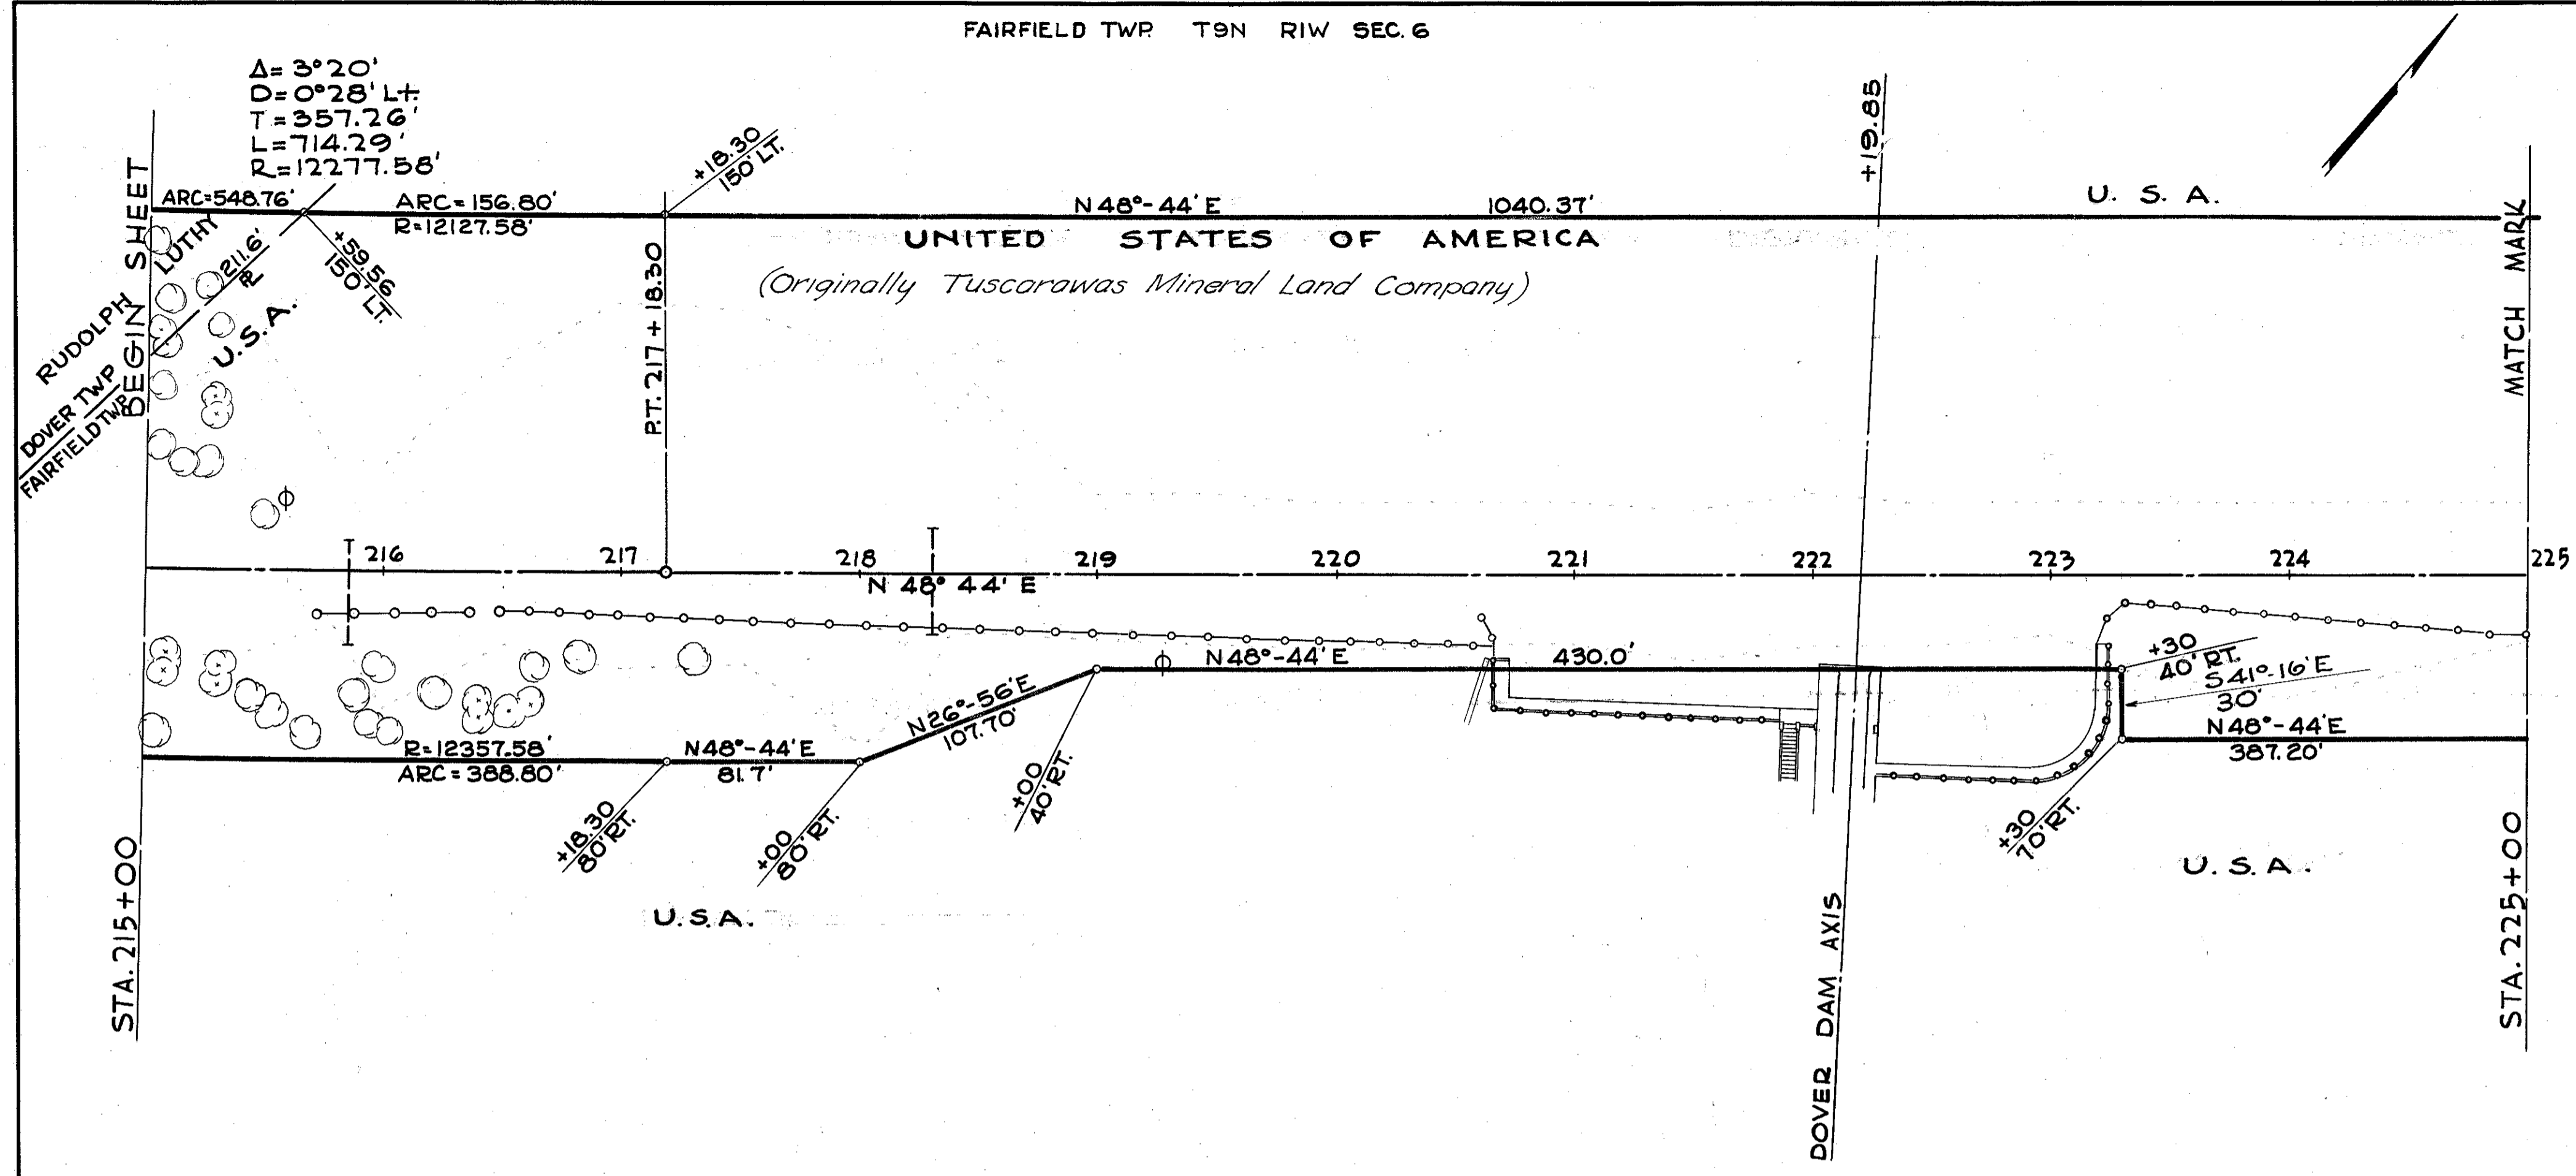 FAIRFIELD TWP. T9N R1W SEC. 6
Δ= 3°20'
D=0°28' Lt.
T=357.26'
L=714.29'
R=12277.58'
BEGIN SHEET
ARC=548.76'
ARC=156.80'
R=12127.58'
+18.30
150' LT.
N48°-44'E 1040.37'
+19.85
U. S. A.
MATCH MARK
UNITED STATES OF AMERICA
(Originally Tuscarawas Mineral Land Company)
RUDOLPH LUTHY
211.6'
PL
+59.56
150' LT.
U.S.A.
DOVER TWP
FAIRFIELD TWP.
P.T. 217+18.30
216 217 218 219 220 221 222 223 224 225
N 48° 44' E
N48°-44'E 430.0'
+30
40' RT.
S41°-16'E
30'
N26°-56'E
107.70'
R=12357.58'
ARC=388.80'
N48°-44'E
81.7'
N48°-44'E
387.20'
+18.30
80' RT.
+00
80' RT.
+00
40' RT.
+30
70' RT.
U.S.A.
U.S.A.
STA. 215+00
DOVER DAM AXIS
STA. 225+00